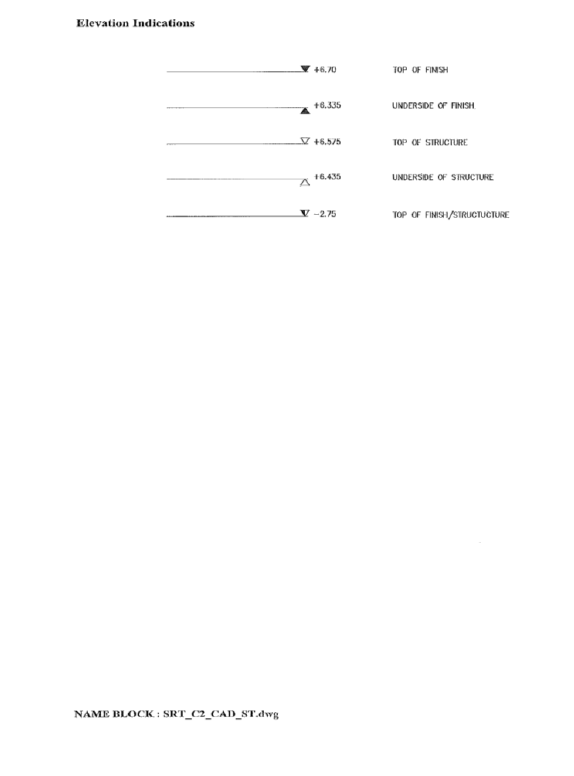 Elevation Indications
+6.70 TOP OF FINISH
+6.335 UNDERSIDE OF FINISH
+6.575 TOP OF STRUCTURE
+6.435 UNDERSIDE OF STRUCTURE
-2.75 TOP OF FINISH/STRUCTUCTURE
NAME BLOCK : SRT_C2_CAD_ST.dwg